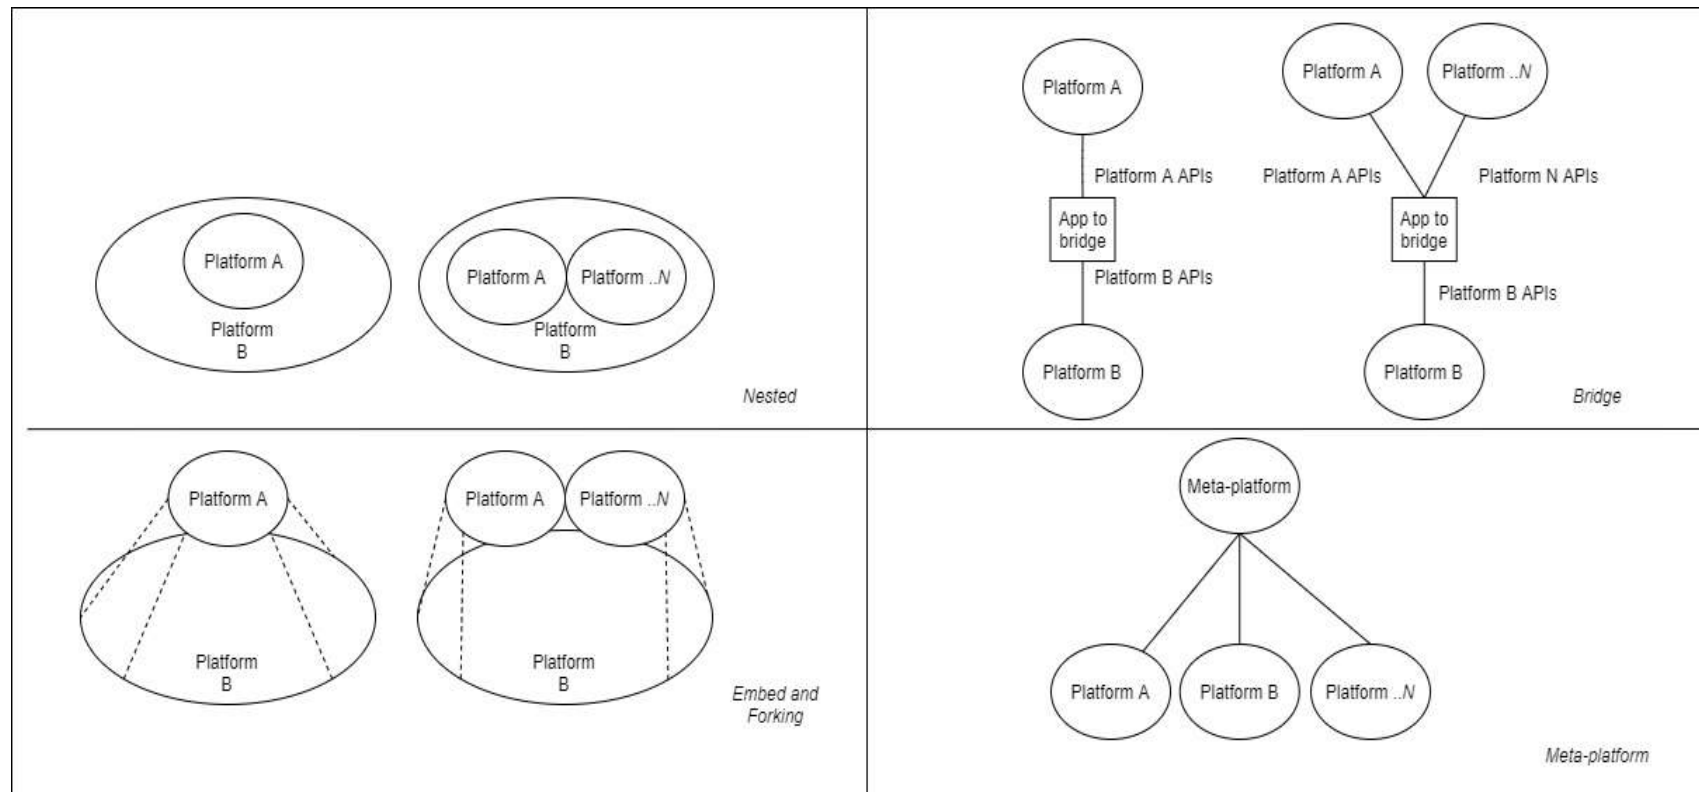 Platform A
Platform
B
Platform A
Platform ..N
Platform
B
Nested
Platform A
Platform A APIs
App to
bridge
Platform B APIs
Platform B
Platform A
Platform ..N
Platform A APIs
Platform N APIs
App to
bridge
Platform B APIs
Platform B
Bridge
Platform A
Platform
B
Platform A
Platform ..N
Platform
B
Embed and
Forking
Meta-platform
Platform A
Platform B
Platform ..N
Meta-platform